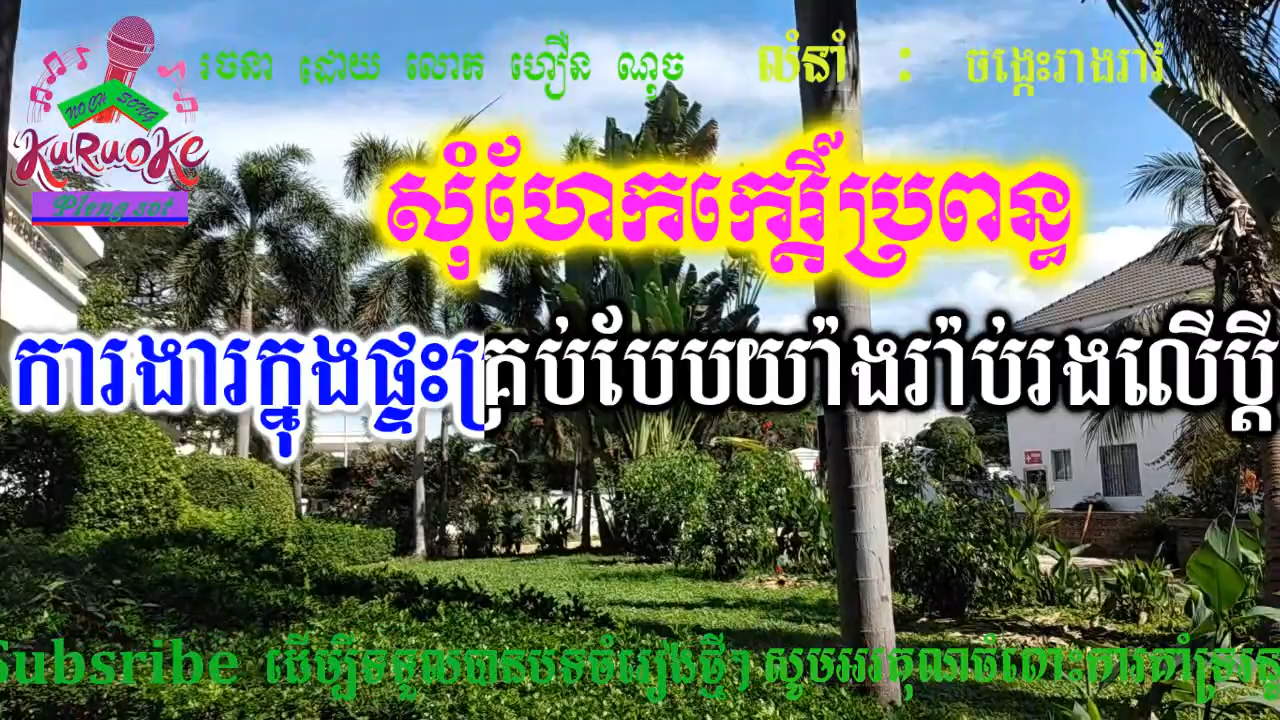 រចនា ដោយ លោក ហឿន ណុច លំនាំ : ចង្កេះរាងរាវ
NOCH SONG
KaRaoKe
Pleng sot
សុំហែកក្ដើប្រពន្ធ
ការងារក្នុងផ្ទះគ្រប់បែបយ៉ាងរ៉ាប់រងលើប្ដី
Subsribe ដើម្បីទទួលបានបទចំរៀងថ្មីៗ សូមអរគុណចំពោះការគាំទ្រ